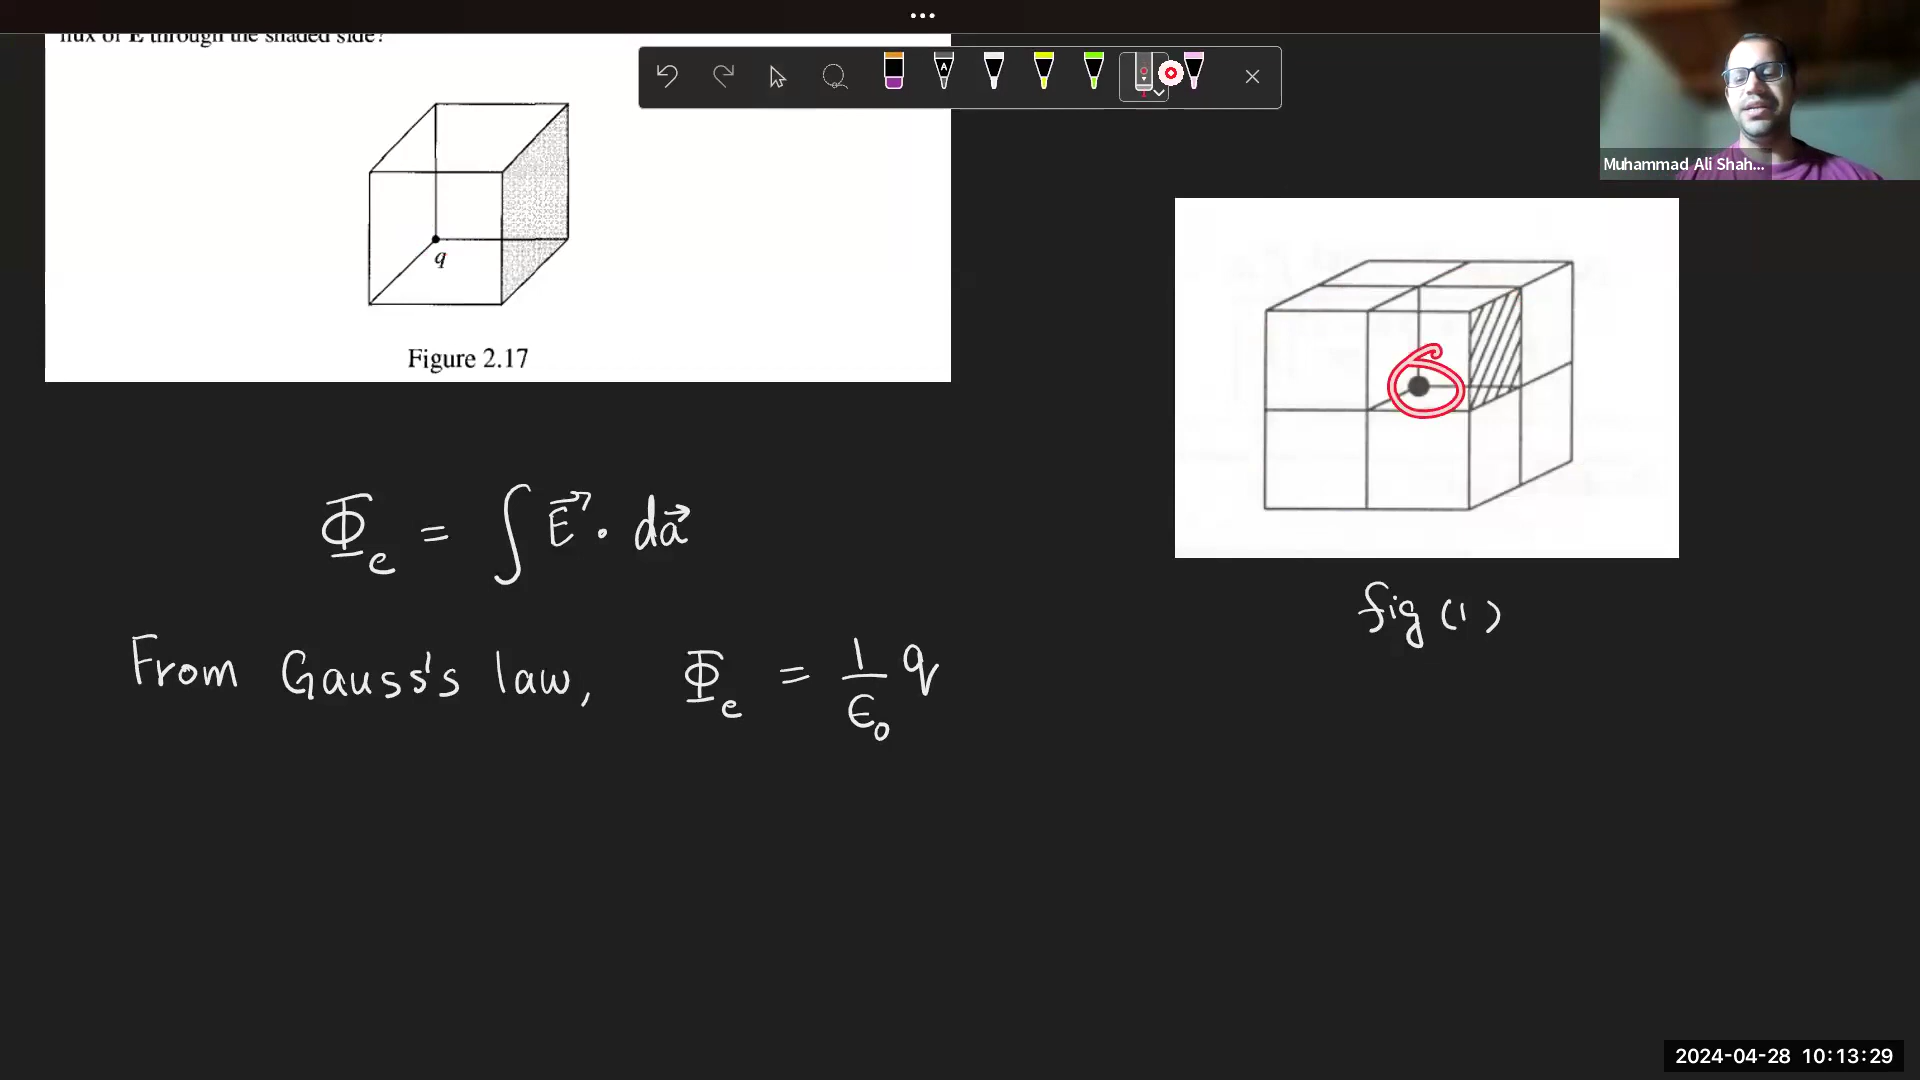 flux of E through the shaded side?
q
Figure 2.17
Muhammad Ali Shah...
Φₑ = ∫ E⃗ · da⃗
From Gauss's law, Φₑ = 1/ϵ₀ q
fig (1)
2024-04-28 10:13:29